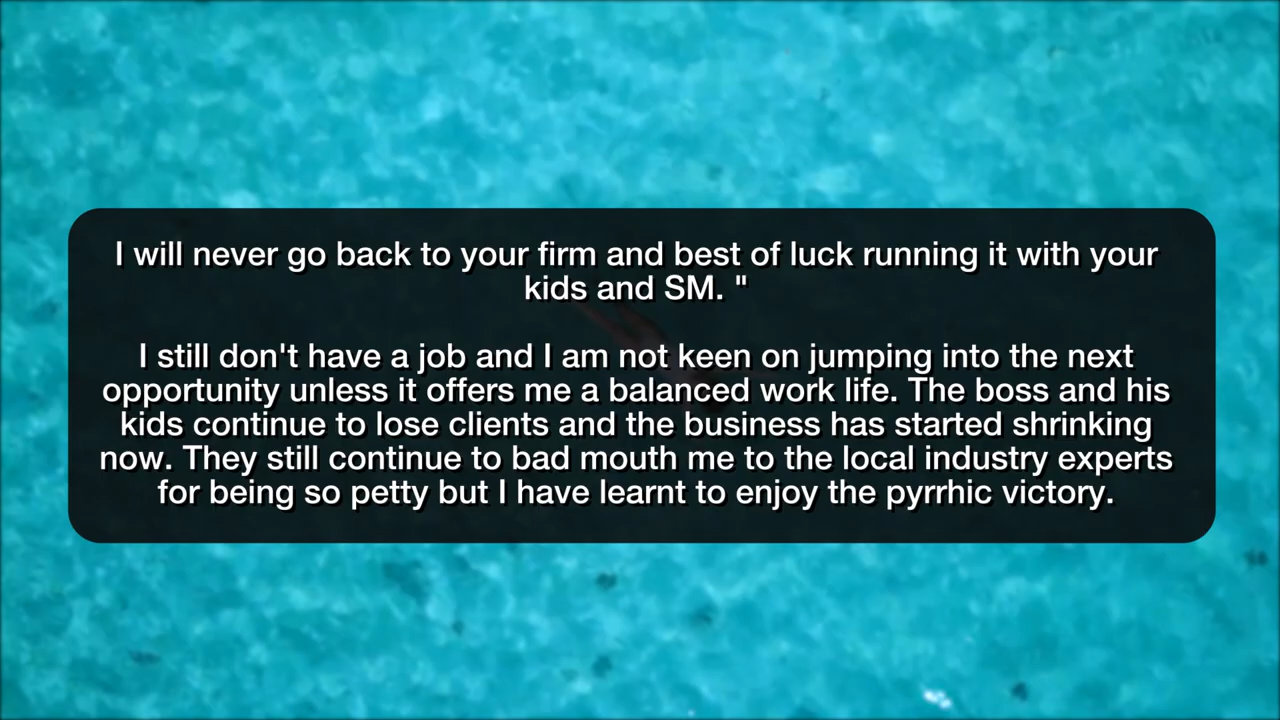 I will never go back to your firm and best of luck running it with your
kids and SM. "
I still don't have a job and I am not keen on jumping into the next
opportunity unless it offers me a balanced work life. The boss and his
kids continue to lose clients and the business has started shrinking
now. They still continue to bad mouth me to the local industry experts
for being so petty but I have learnt to enjoy the pyrrhic victory.